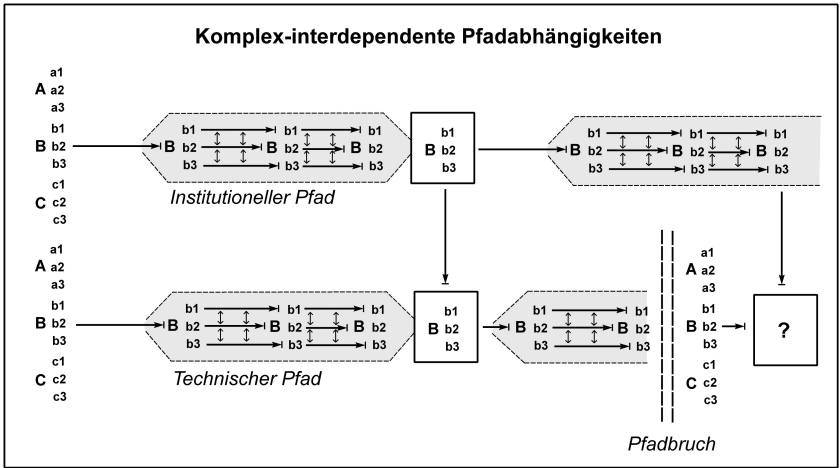 Komplex-interdependente Pfadabhängigkeiten
a1
A a2
a3
b1
B b2
b3
c1
C c2
c3
b1 b1 b1
B b2 B b2 B b2
b3 b3 b3
Institutioneller Pfad
b1
B b2
b3
b1 b1 b1
B b2 B b2 B b2
b3 b3 b3
a1
A a2
a3
b1
B b2
b3
c1
C c2
c3
b1 b1 b1
B b2 B b2 B b2
b3 b3 b3
Technischer Pfad
b1
B b2
b3
b1 b1
B b2 B b2
b3 b3
a1
A a2
a3
b1
B b2
b3
c1
C c2
c3
?
Pfadbruch